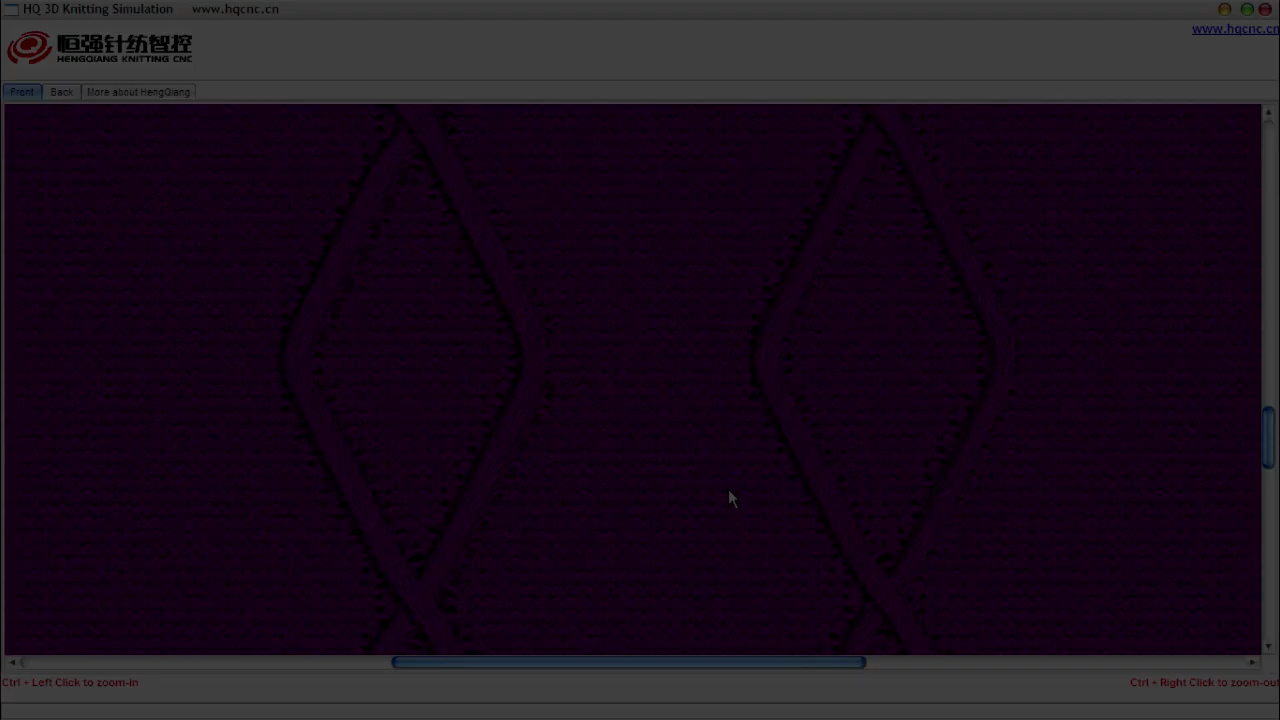 HQ 3D Knitting Simulation www.hqcnc.cn
www.hqcnc.cn
恒强针纺智控
HENGQIANG KNITTING CNC
Front Back More about HengQiang
Ctrl + Left Click to zoom-in Ctrl + Right Click to zoom-out